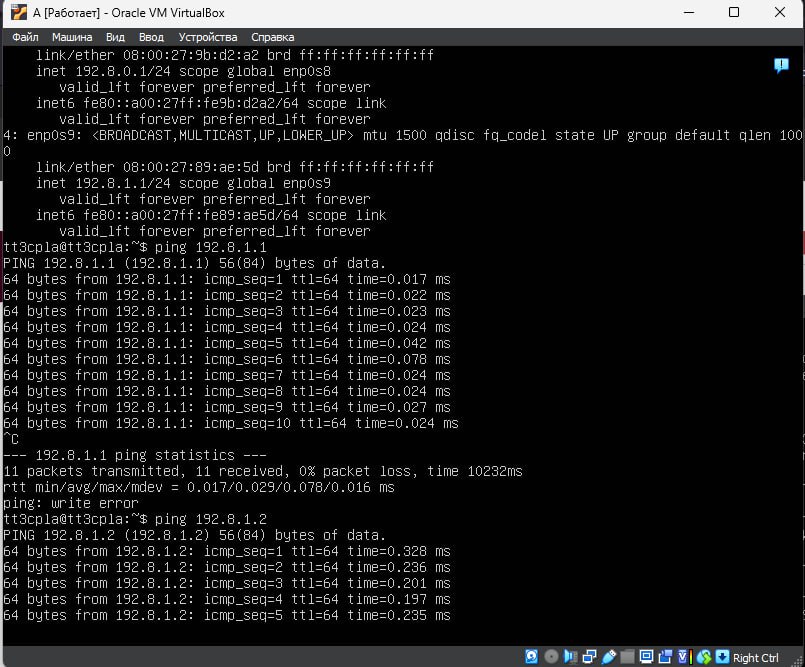 А [Работает] - Oracle VM VirtualBox
Файл Машина Вид Ввод Устройства Справка
link/ether 08:00:27:9b:d2:a2 brd ff:ff:ff:ff:ff:ff
inet 192.8.0.1/24 scope global enp0s8
valid_lft forever preferred_lft forever
inet6 fe80::a00:27ff:fe9b:d2a2/64 scope link
valid_lft forever preferred_lft forever
4: enp0s9: <BROADCAST,MULTICAST,UP,LOWER_UP> mtu 1500 qdisc fq_codel state UP group default qlen 100
0
link/ether 08:00:27:89:ae:5d brd ff:ff:ff:ff:ff:ff
inet 192.8.1.1/24 scope global enp0s9
valid_lft forever preferred_lft forever
inet6 fe80::a00:27ff:fe89:ae5d/64 scope link
valid_lft forever preferred_lft forever
tt3cpla@tt3cpla:~$ ping 192.8.1.1
PING 192.8.1.1 (192.8.1.1) 56(84) bytes of data.
64 bytes from 192.8.1.1: icmp_seq=1 ttl=64 time=0.017 ms
64 bytes from 192.8.1.1: icmp_seq=2 ttl=64 time=0.022 ms
64 bytes from 192.8.1.1: icmp_seq=3 ttl=64 time=0.023 ms
64 bytes from 192.8.1.1: icmp_seq=4 ttl=64 time=0.024 ms
64 bytes from 192.8.1.1: icmp_seq=5 ttl=64 time=0.042 ms
64 bytes from 192.8.1.1: icmp_seq=6 ttl=64 time=0.078 ms
64 bytes from 192.8.1.1: icmp_seq=7 ttl=64 time=0.024 ms
64 bytes from 192.8.1.1: icmp_seq=8 ttl=64 time=0.024 ms
64 bytes from 192.8.1.1: icmp_seq=9 ttl=64 time=0.027 ms
64 bytes from 192.8.1.1: icmp_seq=10 ttl=64 time=0.024 ms
^C
--- 192.8.1.1 ping statistics ---
11 packets transmitted, 11 received, 0% packet loss, time 10232ms
rtt min/avg/max/mdev = 0.017/0.029/0.078/0.016 ms
ping: write error
tt3cpla@tt3cpla:~$ ping 192.8.1.2
PING 192.8.1.2 (192.8.1.2) 56(84) bytes of data.
64 bytes from 192.8.1.2: icmp_seq=1 ttl=64 time=0.328 ms
64 bytes from 192.8.1.2: icmp_seq=2 ttl=64 time=0.236 ms
64 bytes from 192.8.1.2: icmp_seq=3 ttl=64 time=0.201 ms
64 bytes from 192.8.1.2: icmp_seq=4 ttl=64 time=0.197 ms
64 bytes from 192.8.1.2: icmp_seq=5 ttl=64 time=0.235 ms
Right Ctrl